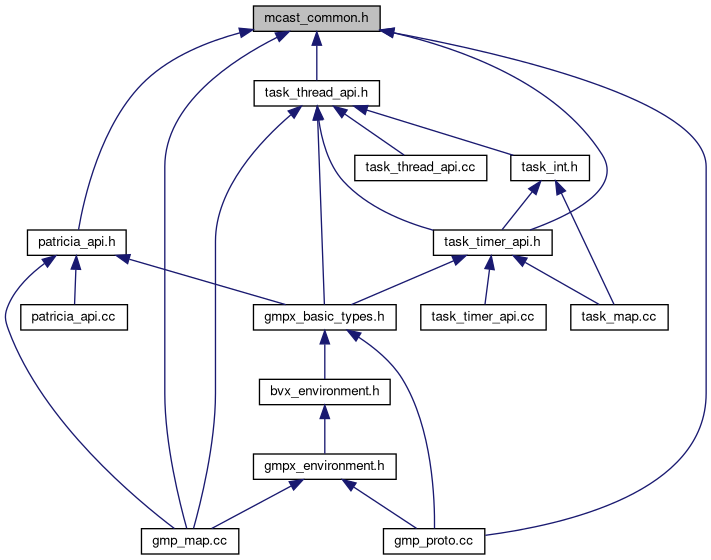 mcast_common.h
task_thread_api.h
task_thread_api.cc
task_int.h
patricia_api.h
task_timer_api.h
patricia_api.cc
gmpx_basic_types.h
task_timer_api.cc
task_map.cc
bvx_environment.h
gmpx_environment.h
gmp_map.cc
gmp_proto.cc